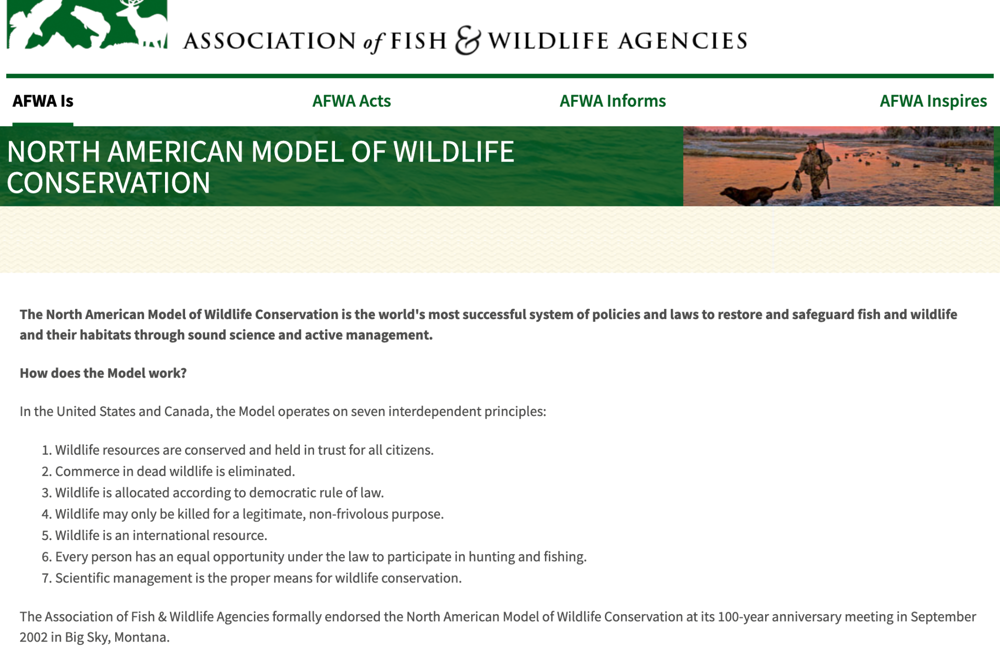 ASSOCIATION of FISH & WILDLIFE AGENCIES
AFWA Is
AFWA Acts
AFWA Informs
AFWA Inspires
NORTH AMERICAN MODEL OF WILDLIFE
CONSERVATION
The North American Model of Wildlife Conservation is the world's most successful system of policies and laws to restore and safeguard fish and wildlife
and their habitats through sound science and active management.
How does the Model work?
In the United States and Canada, the Model operates on seven interdependent principles:
1. Wildlife resources are conserved and held in trust for all citizens.
2. Commerce in dead wildlife is eliminated.
3. Wildlife is allocated according to democratic rule of law.
4. Wildlife may only be killed for a legitimate, non-frivolous purpose.
5. Wildlife is an international resource.
6. Every person has an equal opportunity under the law to participate in hunting and fishing.
7. Scientific management is the proper means for wildlife conservation.
The Association of Fish & Wildlife Agencies formally endorsed the North American Model of Wildlife Conservation at its 100-year anniversary meeting in September
2002 in Big Sky, Montana.